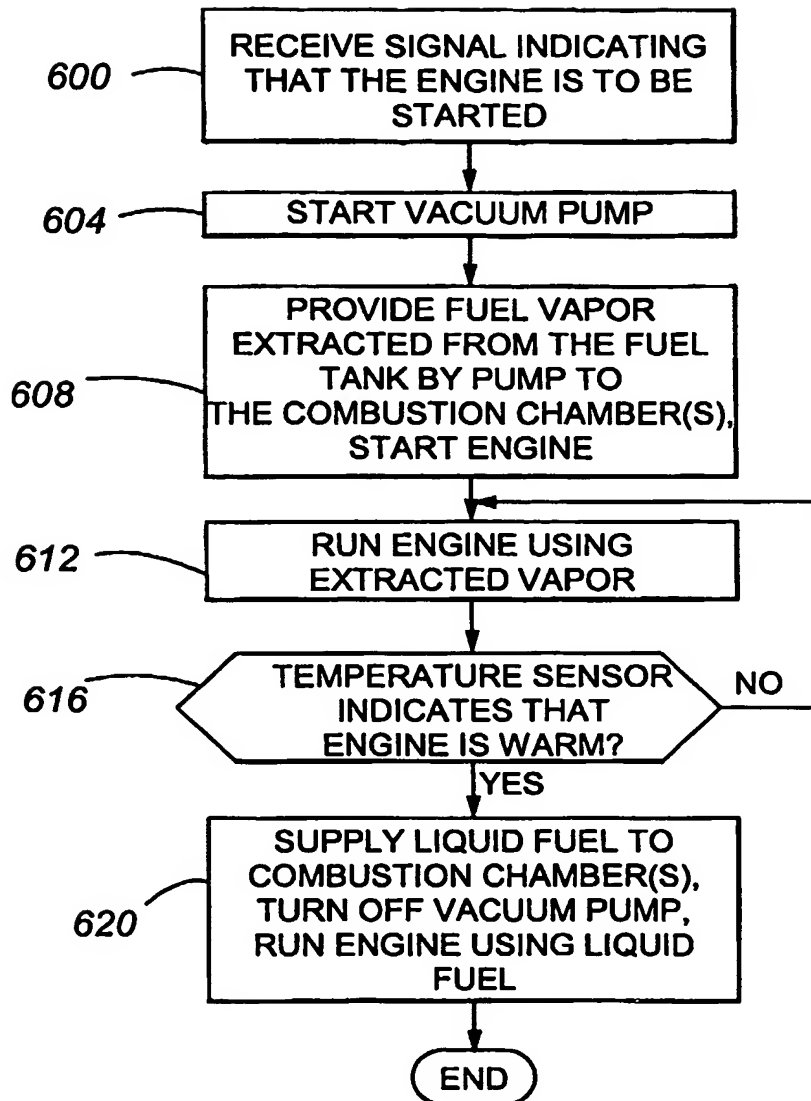 600
RECEIVE SIGNAL INDICATING
THAT THE ENGINE IS TO BE
STARTED
604
START VACUUM PUMP
608
PROVIDE FUEL VAPOR
EXTRACTED FROM THE FUEL
TANK BY PUMP TO
THE COMBUSTION CHAMBER(S),
START ENGINE
612
RUN ENGINE USING
EXTRACTED VAPOR
616
TEMPERATURE SENSOR
INDICATES THAT
ENGINE IS WARM?
NO
YES
620
SUPPLY LIQUID FUEL TO
COMBUSTION CHAMBER(S),
TURN OFF VACUUM PUMP,
RUN ENGINE USING LIQUID
FUEL
END